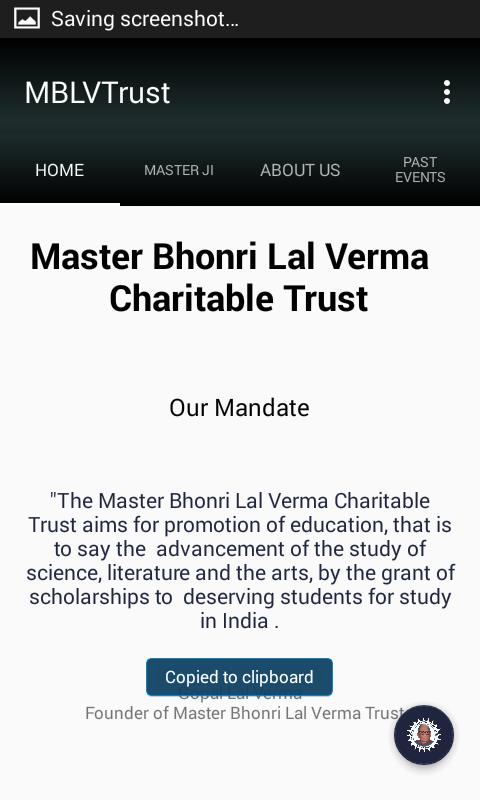 Saving screenshot...
MBLVTrust
HOME
MASTER JI
ABOUT US
PAST
EVENTS
Master Bhonri Lal Verma
Charitable Trust
Our Mandate
"The Master Bhonri Lal Verma Charitable
Trust aims for promotion of education, that is
to say the  advancement of the study of
science, literature and the arts, by the grant of
scholarships to  deserving students for study
in India .
Copied to clipboard
Gopal Lal Verma
Founder of Master Bhonri Lal Verma Trust